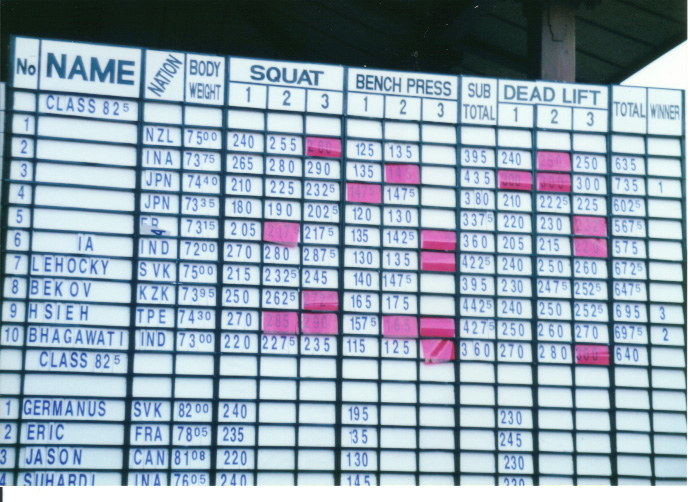 No NAME NATION BODY WEIGHT SQUAT BENCH PRESS SUB TOTAL DEAD LIFT TOTAL WINNER
1 2 3 1 2 3 1 2 3
CLASS 82⁵
1 NZL 75⁰⁰ 240 255 125 135 395 240 250 635
2 INA 73⁷⁵ 265 280 290 135 435 300 735 1
3 JPN 74⁴⁰ 210 225 232⁵ 147⁵ 380 210 222⁵ 225 602⁵
4 JPN 73³⁵ 180 190 202⁵ 120 130 337⁵ 220 230 567⁵
5 73¹⁵ 205 217⁵ 135 142⁵ 360 205 215 575
6 IA IND 72⁰⁰ 270 280 287⁵ 130 135 422⁵ 240 250 260 672⁵
7 LEHOCKY SVK 75⁰⁰ 215 232⁵ 245 140 147⁵ 395 230 247⁵ 252⁵ 647⁵
8 BEKOV KZK 73⁹⁵ 250 262⁵ 165 175 442⁵ 240 250 252⁵ 695 3
9 HSIEH TPE 74³⁰ 270 285 290 157⁵ 165 427⁵ 250 260 270 697⁵ 2
10 BHAGAWATI IND 73⁰⁰ 220 227⁵ 235 115 125 360 270 280 300 640
CLASS 82⁵
1 GERMANUS SVK 82⁰⁰ 240 195 230
2 ERIC FRA 78⁰⁵ 235 135 245
3 JASON CAN 81⁰⁸ 220 130 230
4 SUHARDI INA 76⁰⁵ 240 145 230